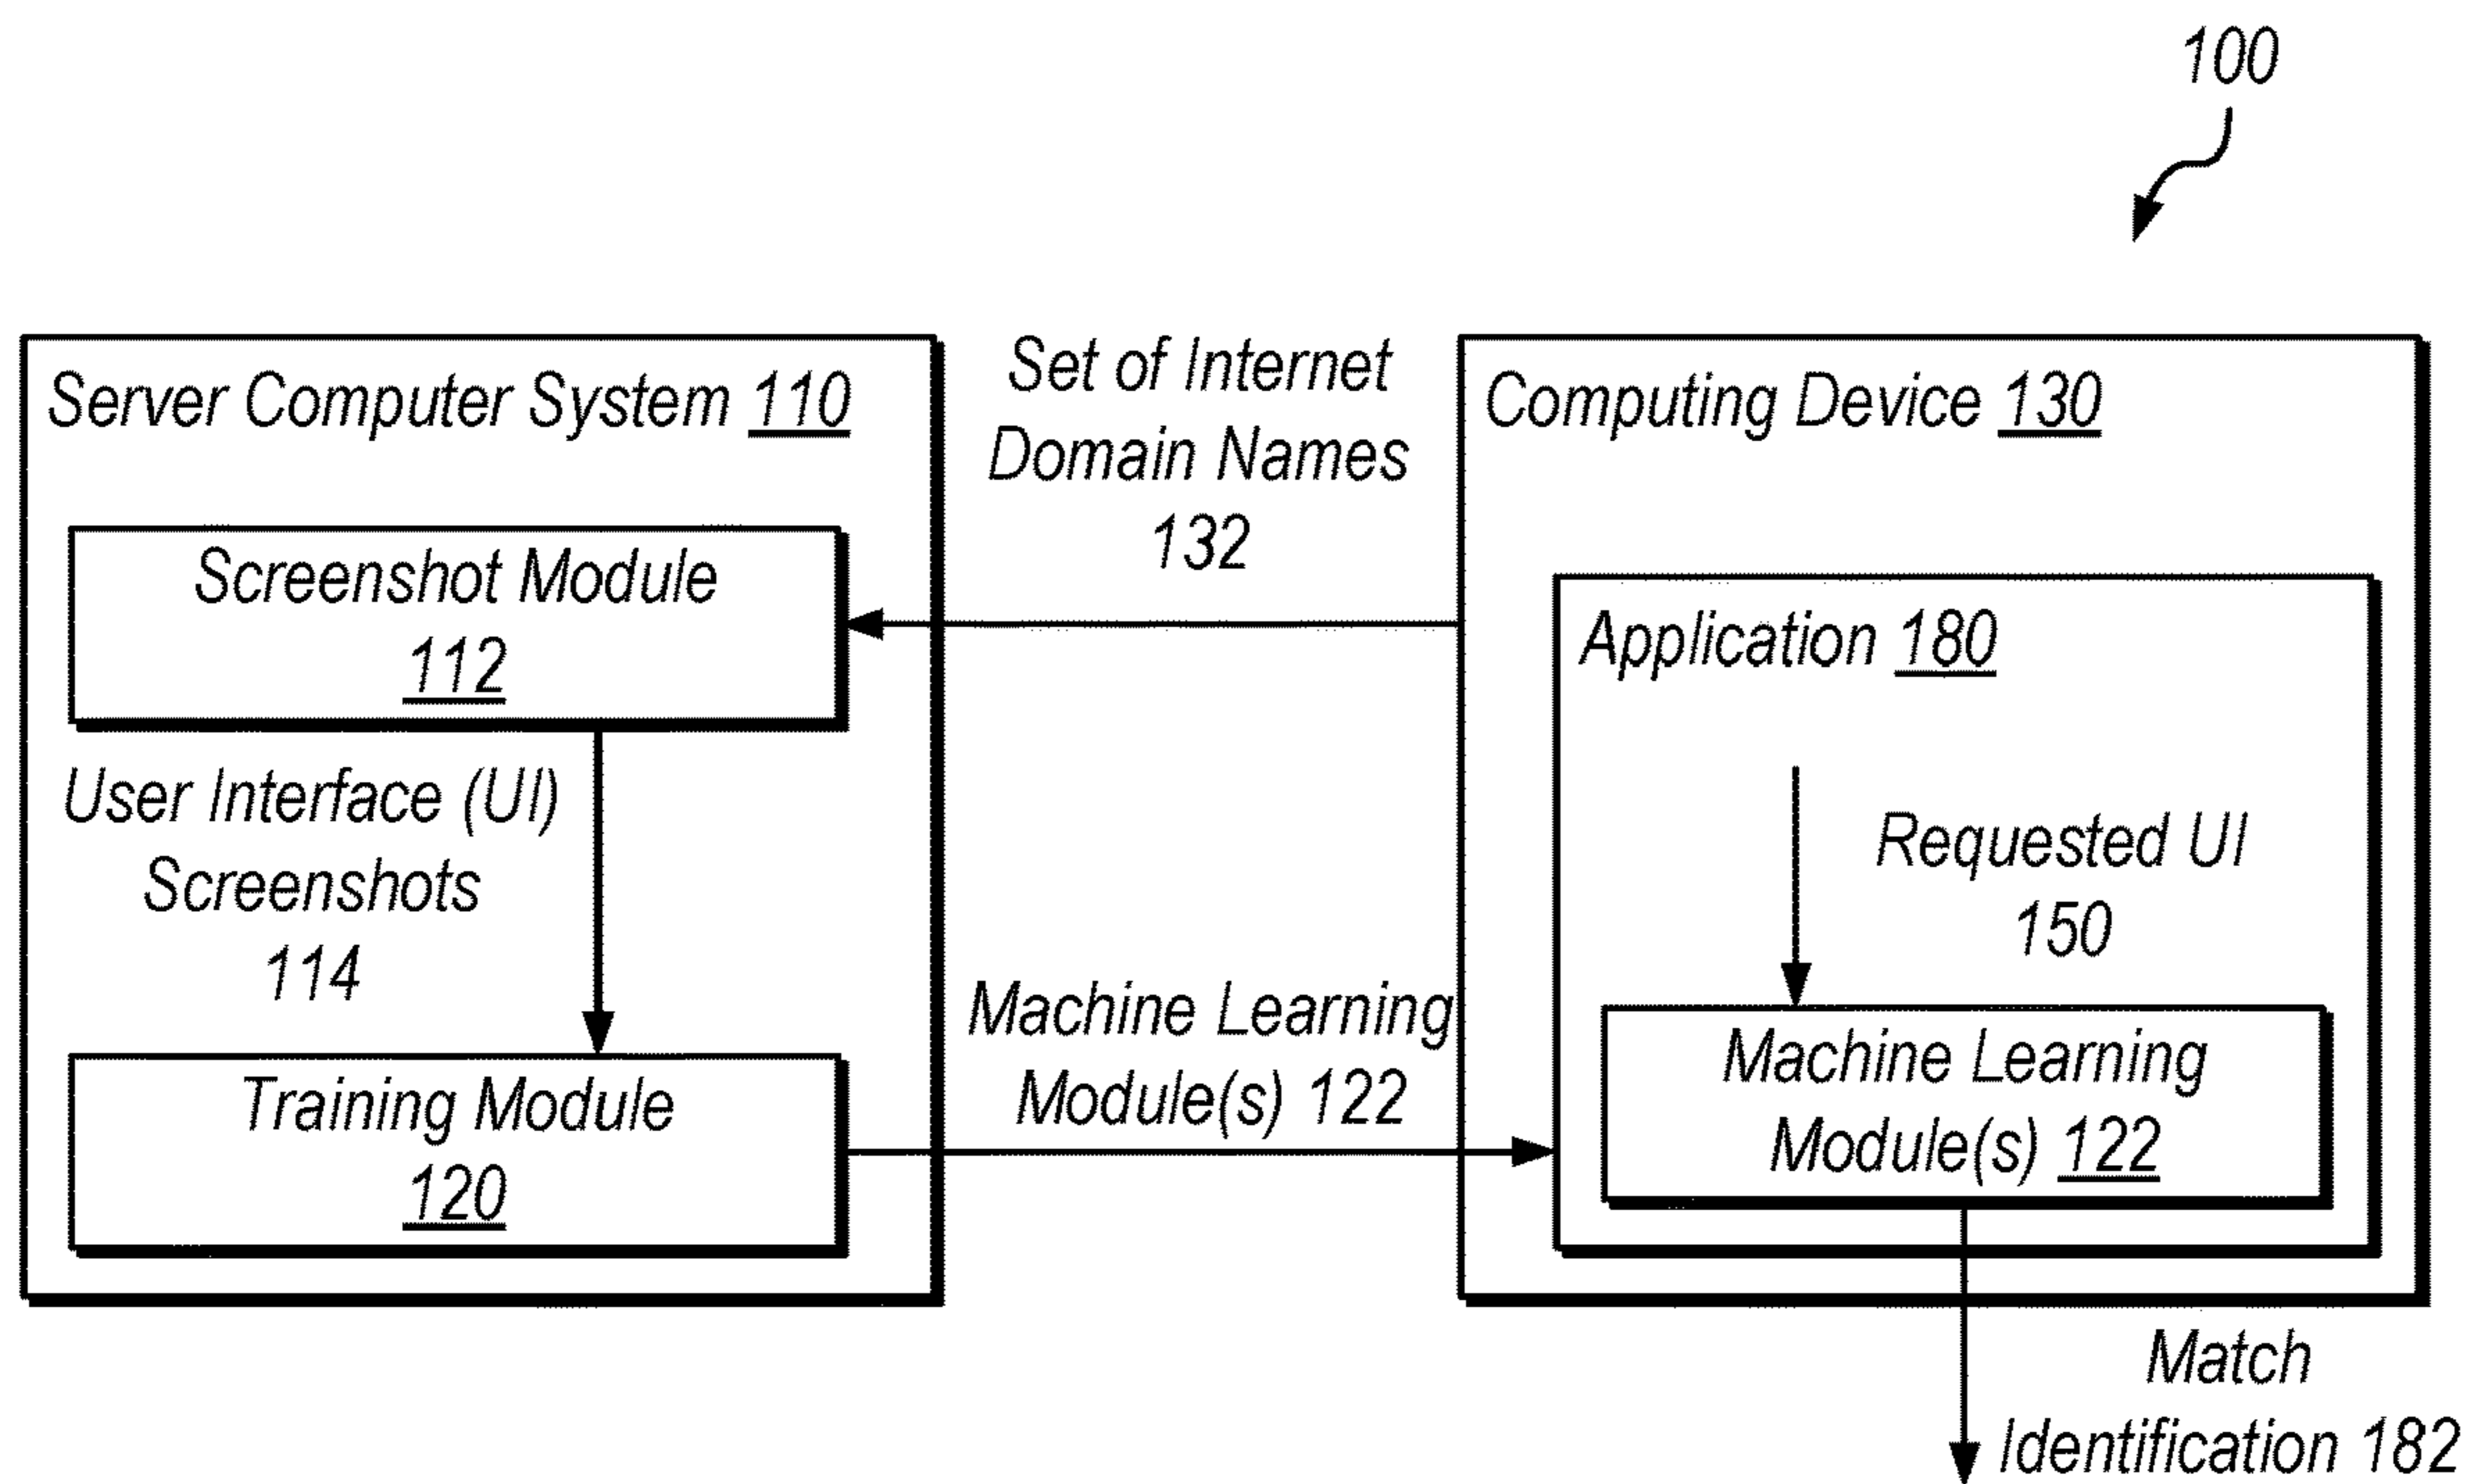 100
Server Computer System 110
Screenshot Module
112
User Interface (UI)
Screenshots
114
Training Module
120
Set of Internet
Domain Names
132
Machine Learning
Module(s) 122
Computing Device 130
Application 180
Requested UI
150
Machine Learning
Module(s) 122
Match
Identification 182